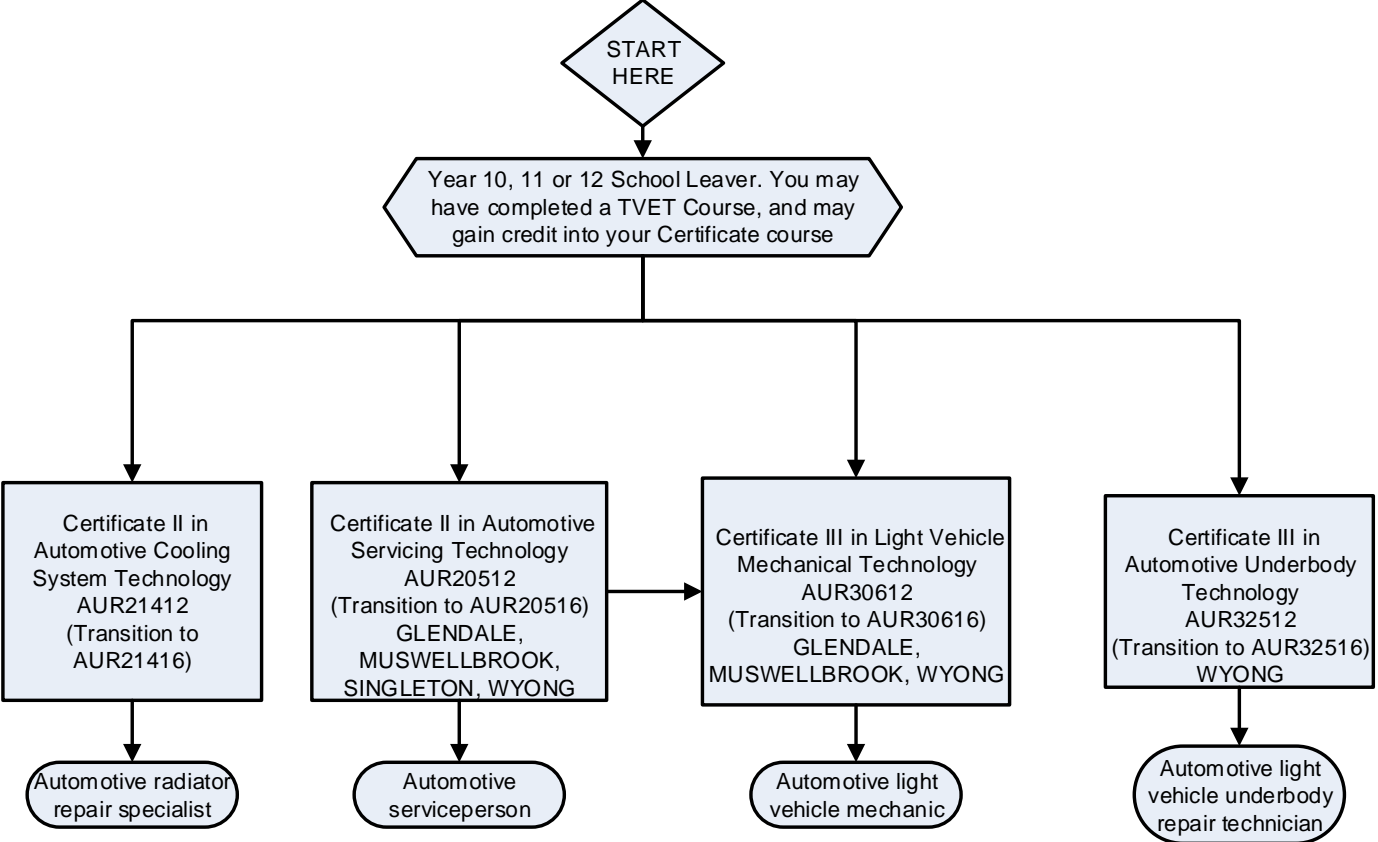 START
HERE
Year 10, 11 or 12 School Leaver. You may
have completed a TVET Course, and may
gain credit into your Certificate course
Certificate II in
Automotive Cooling
System Technology
AUR21412
(Transition to
AUR21416)
Certificate II in Automotive
Servicing Technology
AUR20512
(Transition to AUR20516)
GLENDALE,
MUSWELLBROOK,
SINGLETON, WYONG
Certificate III in Light Vehicle
Mechanical Technology
AUR30612
(Transition to AUR30616)
GLENDALE,
MUSWELLBROOK, WYONG
Certificate III in
Automotive Underbody
Technology
AUR32512
(Transition to AUR32516)
WYONG
Automotive radiator
repair specialist
Automotive
serviceperson
Automotive light
vehicle mechanic
Automotive light
vehicle underbody
repair technician